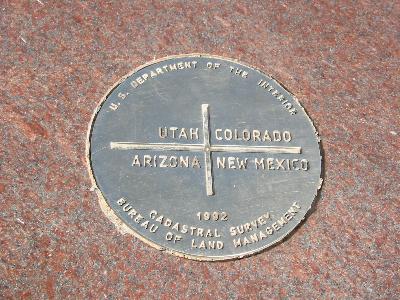 U. S. DEPARTMENT OF THE INTERIOR
UTAH COLORADO
ARIZONA NEW MEXICO
1992
CADASTRAL SURVEY
BUREAU OF LAND MANAGEMENT